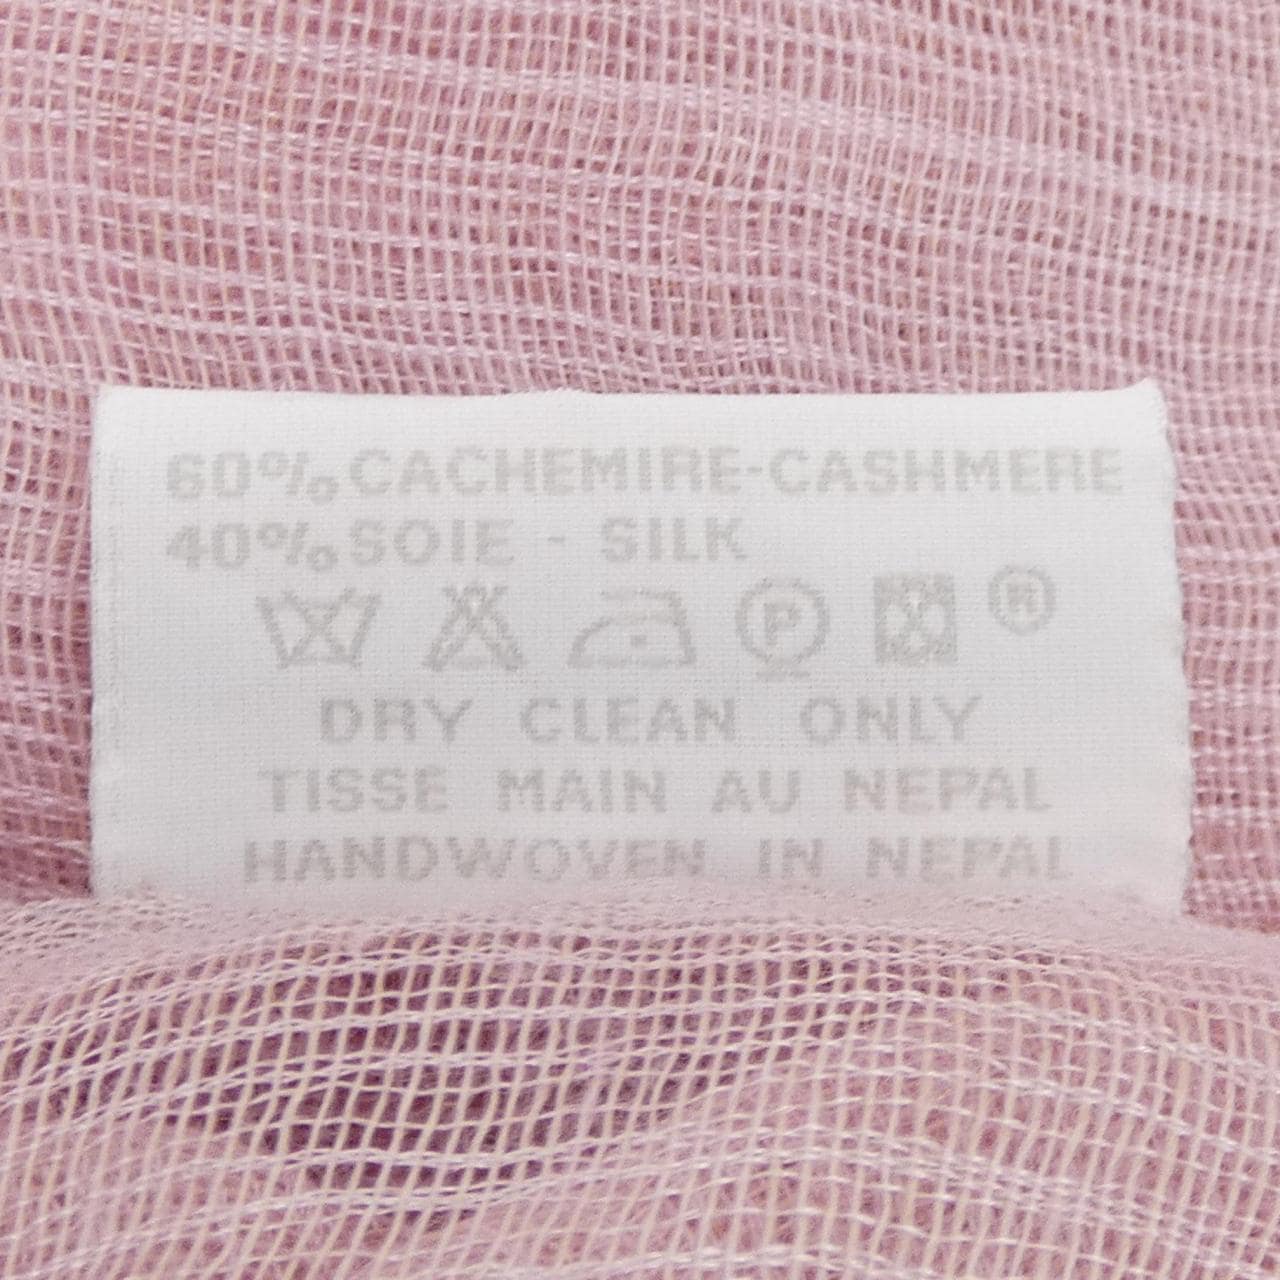 60% CACHEMIRE-CASHMERE
40% SOIE - SILK
P ®
DRY CLEAN ONLY
TISSE MAIN AU NEPAL
HANDWOVEN IN NEPAL